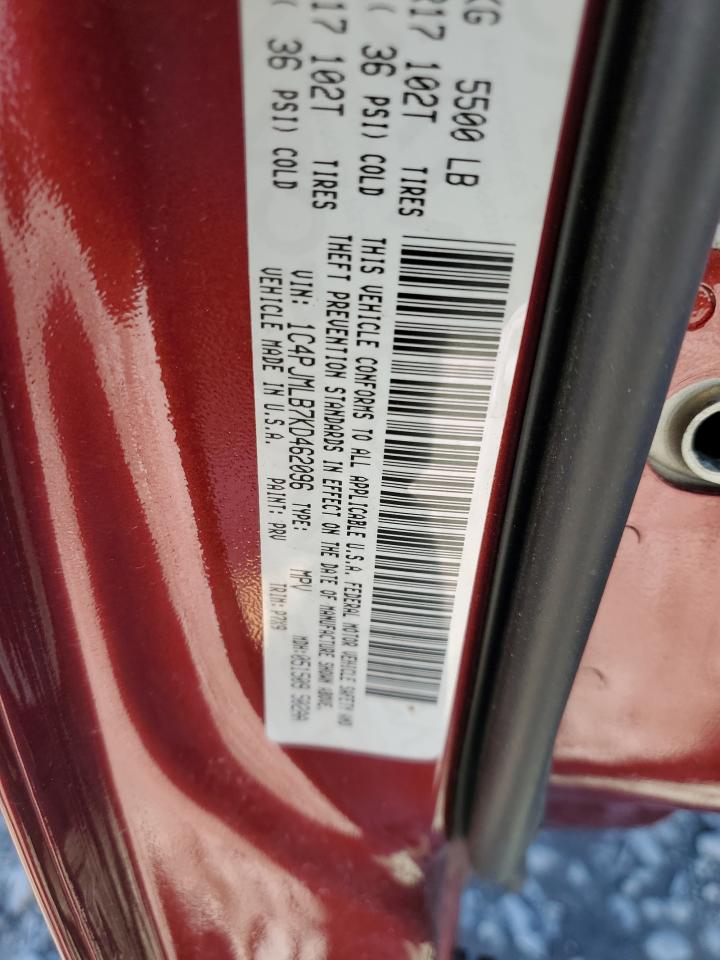 KG 5500 LB
R17 102T TIRES
( 36 PSI) COLD
17 102T TIRES
( 36 PSI) COLD
THIS VEHICLE CONFORMS TO ALL APPLICABLE U.S.A. FEDERAL MOTOR VEHICLE SAFETY AND
THEFT PREVENTION STANDARDS IN EFFECT ON THE DATE OF MANUFACTURE SHOWN ABOVE.
VIN: 1C4PJMLB7KD462096 TYPE: MPV
VEHICLE MADE IN U.S.A. PAINT: PRV TRIM: